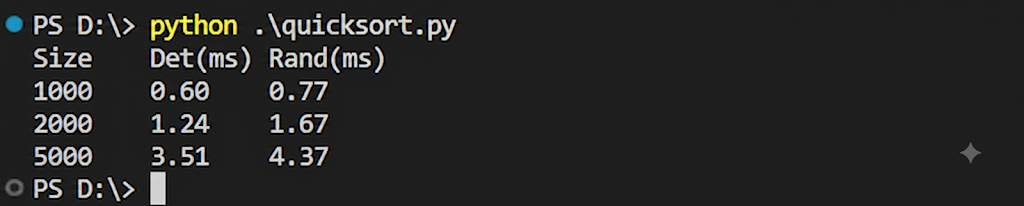 PS D:\> python .\quicksort.py
Size Det(ms) Rand(ms)
1000 0.60 0.77
2000 1.24 1.67
5000 3.51 4.37
PS D:\>